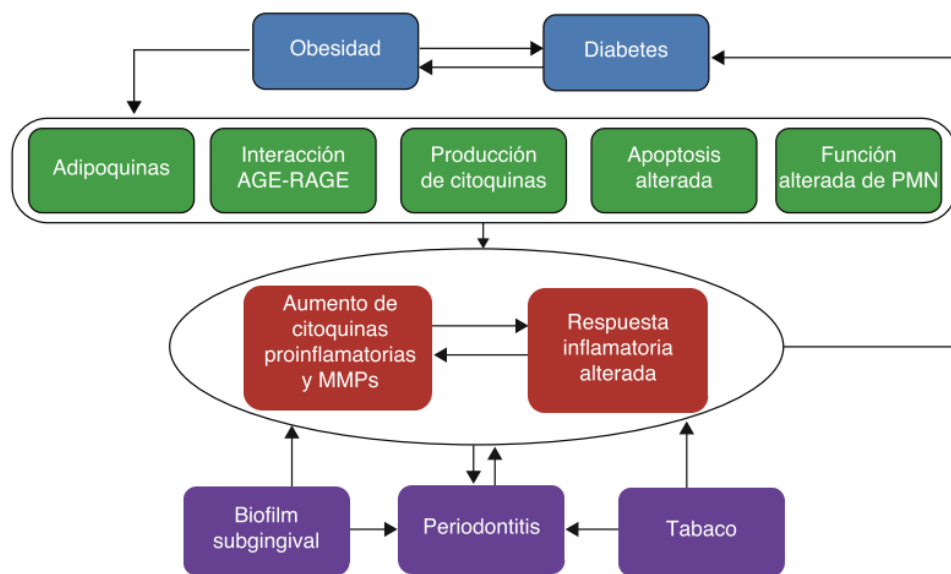 Obesidad
Diabetes
Adipoquinas
Interacción
AGE-RAGE
Producción
de citoquinas
Apoptosis
alterada
Función
alterada de PMN
Aumento de
citoquinas
proinflamatorias
y MMPs
Respuesta
inflamatoria
alterada
Biofilm
subgingival
Periodontitis
Tabaco